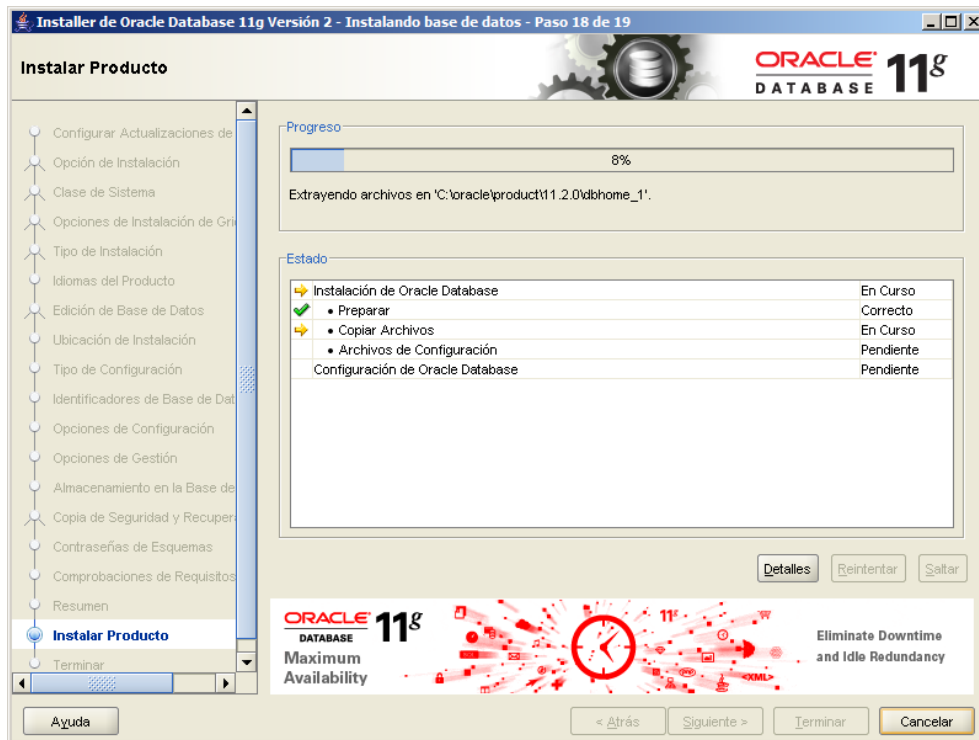 Installer de Oracle Database 11g Versión 2 - Instalando base de datos - Paso 18 de 19
Instalar Producto
ORACLE
DATABASE
11g
Configurar Actualizaciones de
Opción de Instalación
Clase de Sistema
Opciones de Instalación de Gri
Tipo de Instalación
Idiomas del Producto
Edición de Base de Datos
Ubicación de Instalación
Tipo de Configuración
Identificadores de Base de Dat
Opciones de Configuración
Opciones de Gestión
Almacenamiento en la Base de
Copia de Seguridad y Recuper
Contraseñas de Esquemas
Comprobaciones de Requisitos
Resumen
Instalar Producto
Terminar
Progreso
8%
Extrayendo archivos en 'C:\oracle\product\11.2.0\dbhome_1'.
Estado
Instalación de Oracle Database En Curso
• Preparar Correcto
• Copiar Archivos En Curso
• Archivos de Configuración Pendiente
Configuración de Oracle Database Pendiente
Detalles Reintentar Saltar
ORACLE
DATABASE
11g
Maximum
Availability
11g
<XML>
Eliminate Downtime
and Idle Redundancy
Ayuda < Atrás Siguiente > Terminar Cancelar